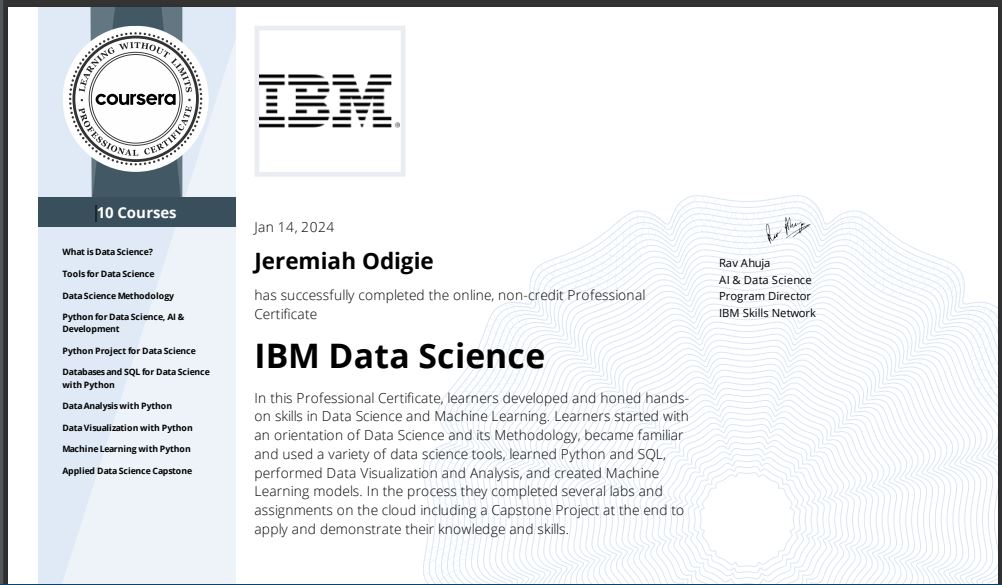 LEARNING WITHOUT LIMITS
coursera
PROFESSIONAL CERTIFICATE
10 Courses
What is Data Science?
Tools for Data Science
Data Science Methodology
Python for Data Science, AI &
Development
Python Project for Data Science
Databases and SQL for Data Science
with Python
Data Analysis with Python
Data Visualization with Python
Machine Learning with Python
Applied Data Science Capstone
IBM®
Jan 14, 2024
Jeremiah Odigie
has successfully completed the online, non-credit Professional
Certificate
IBM Data Science
In this Professional Certificate, learners developed and honed hands-
on skills in Data Science and Machine Learning. Learners started with
an orientation of Data Science and its Methodology, became familiar
and used a variety of data science tools, learned Python and SQL,
performed Data Visualization and Analysis, and created Machine
Learning models. In the process they completed several labs and
assignments on the cloud including a Capstone Project at the end to
apply and demonstrate their knowledge and skills.
Rav Ahuja
Rav Ahuja
AI & Data Science
Program Director
IBM Skills Network